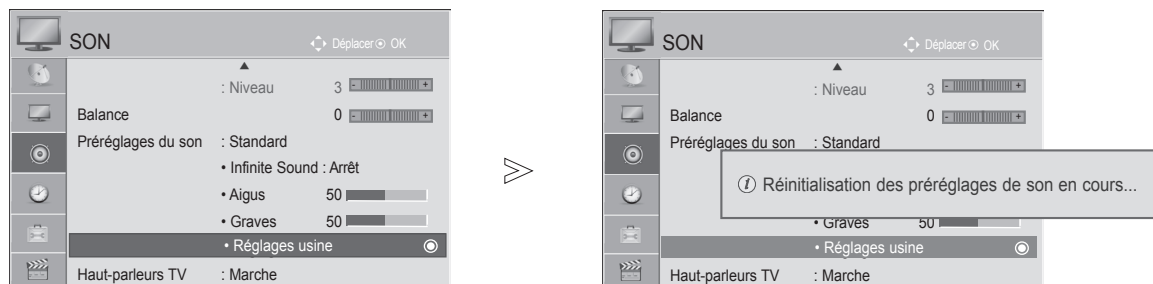 SON Déplacer OK
: Niveau 3 - +
Balance 0 - +
Préréglages du son : Standard
• Infinite Sound : Arrêt
• Aigus 50
• Graves 50
• Réglages usine
Haut-parleurs TV : Marche
SON Déplacer OK
: Niveau 3 - +
Balance 0 - +
Préréglages du son : Standard
i Réinitialisation des préréglages de son en cours...
• Graves 50
• Réglages usine
Haut-parleurs TV : Marche